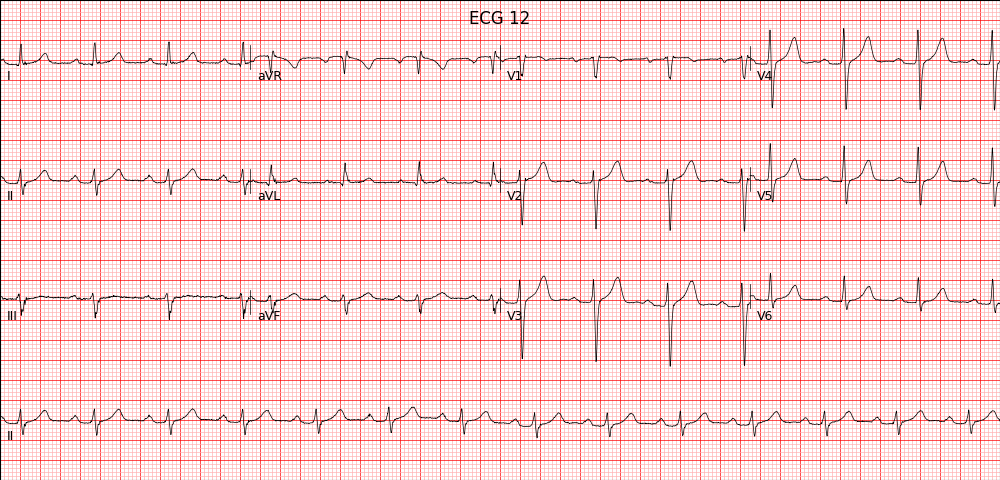 ECG 12
I aVR V1 V4
II aVL V2 V5
III aVF V3 V6
II